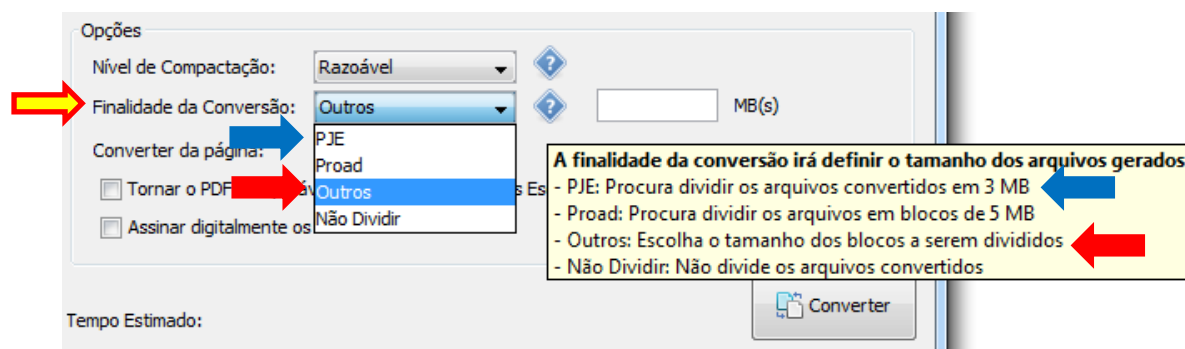 Opções
Nível de Compactação: Razoável
Finalidade da Conversão: Outros MB(s)
PJE
Converter da página:
Proad
Tornar o PDF Outros s Es
Não Dividir
Assinar digitalmente os
A finalidade da conversão irá definir o tamanho dos arquivos gerados
- PJE: Procura dividir os arquivos convertidos em 3 MB
- Proad: Procura dividir os arquivos em blocos de 5 MB
- Outros: Escolha o tamanho dos blocos a serem divididos
- Não Dividir: Não divide os arquivos convertidos
Converter
Tempo Estimado: